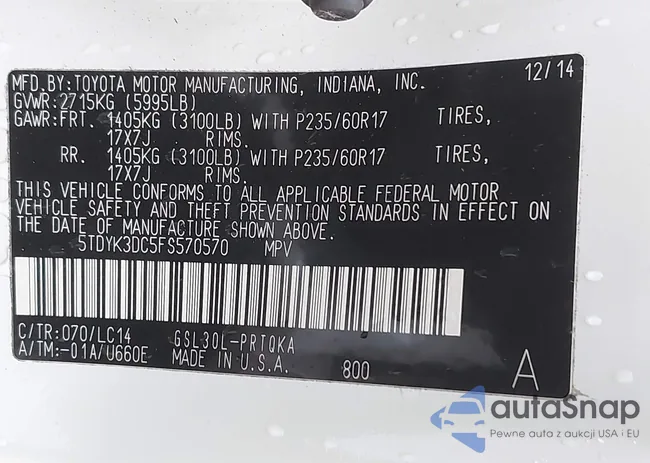 MFD.BY: TOYOTA MOTOR MANUFACTURING, INDIANA, INC. 12/14
GVWR: 2715KG (5995LB)
GAWR: FRT. 1405KG (3100LB) WITH P235/60R17 TIRES,
17X7J RIMS.
RR. 1405KG (3100LB) WITH P235/60R17 TIRES,
17X7J RIMS.
THIS VEHICLE CONFORMS TO ALL APPLICABLE FEDERAL MOTOR
VEHICLE SAFETY AND THEFT PREVENTION STANDARDS IN EFFECT ON
DATE OF MANUFACTURE SHOWN ABOVE.
5TDYK3DC5FS570570 MPV
C/TR: 070/LC14 GSL30L-PRTQKA
A/TM: -01A/U660E MADE IN U.S.A. 800 A
autaSnap
Pewne auta z aukcji USA i EU